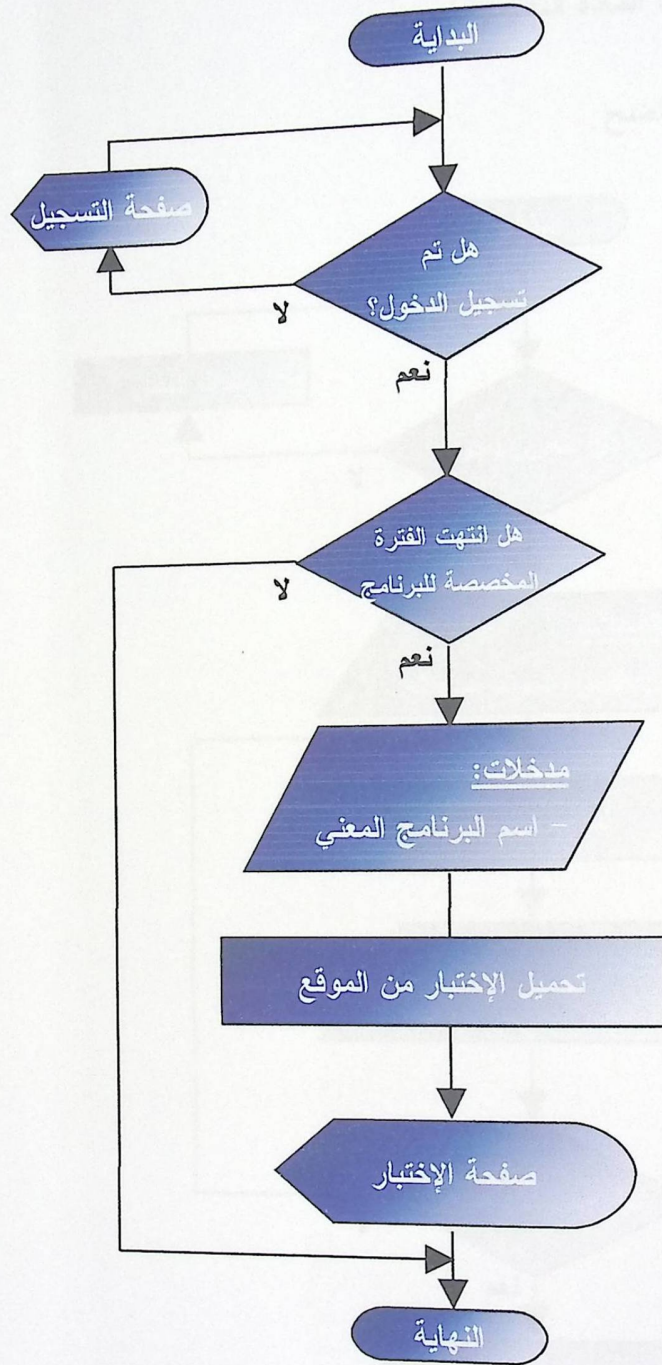 البداية
صفحة التسجيل
هل تم
تسجيل الدخول؟
لا
نعم
هل انتهت الفترة
المخصصة للبرنامج
لا
نعم
مدخلات:
- اسم البرنامج المعني
تحميل الإختبار من الموقع
صفحة الإختبار
النهاية